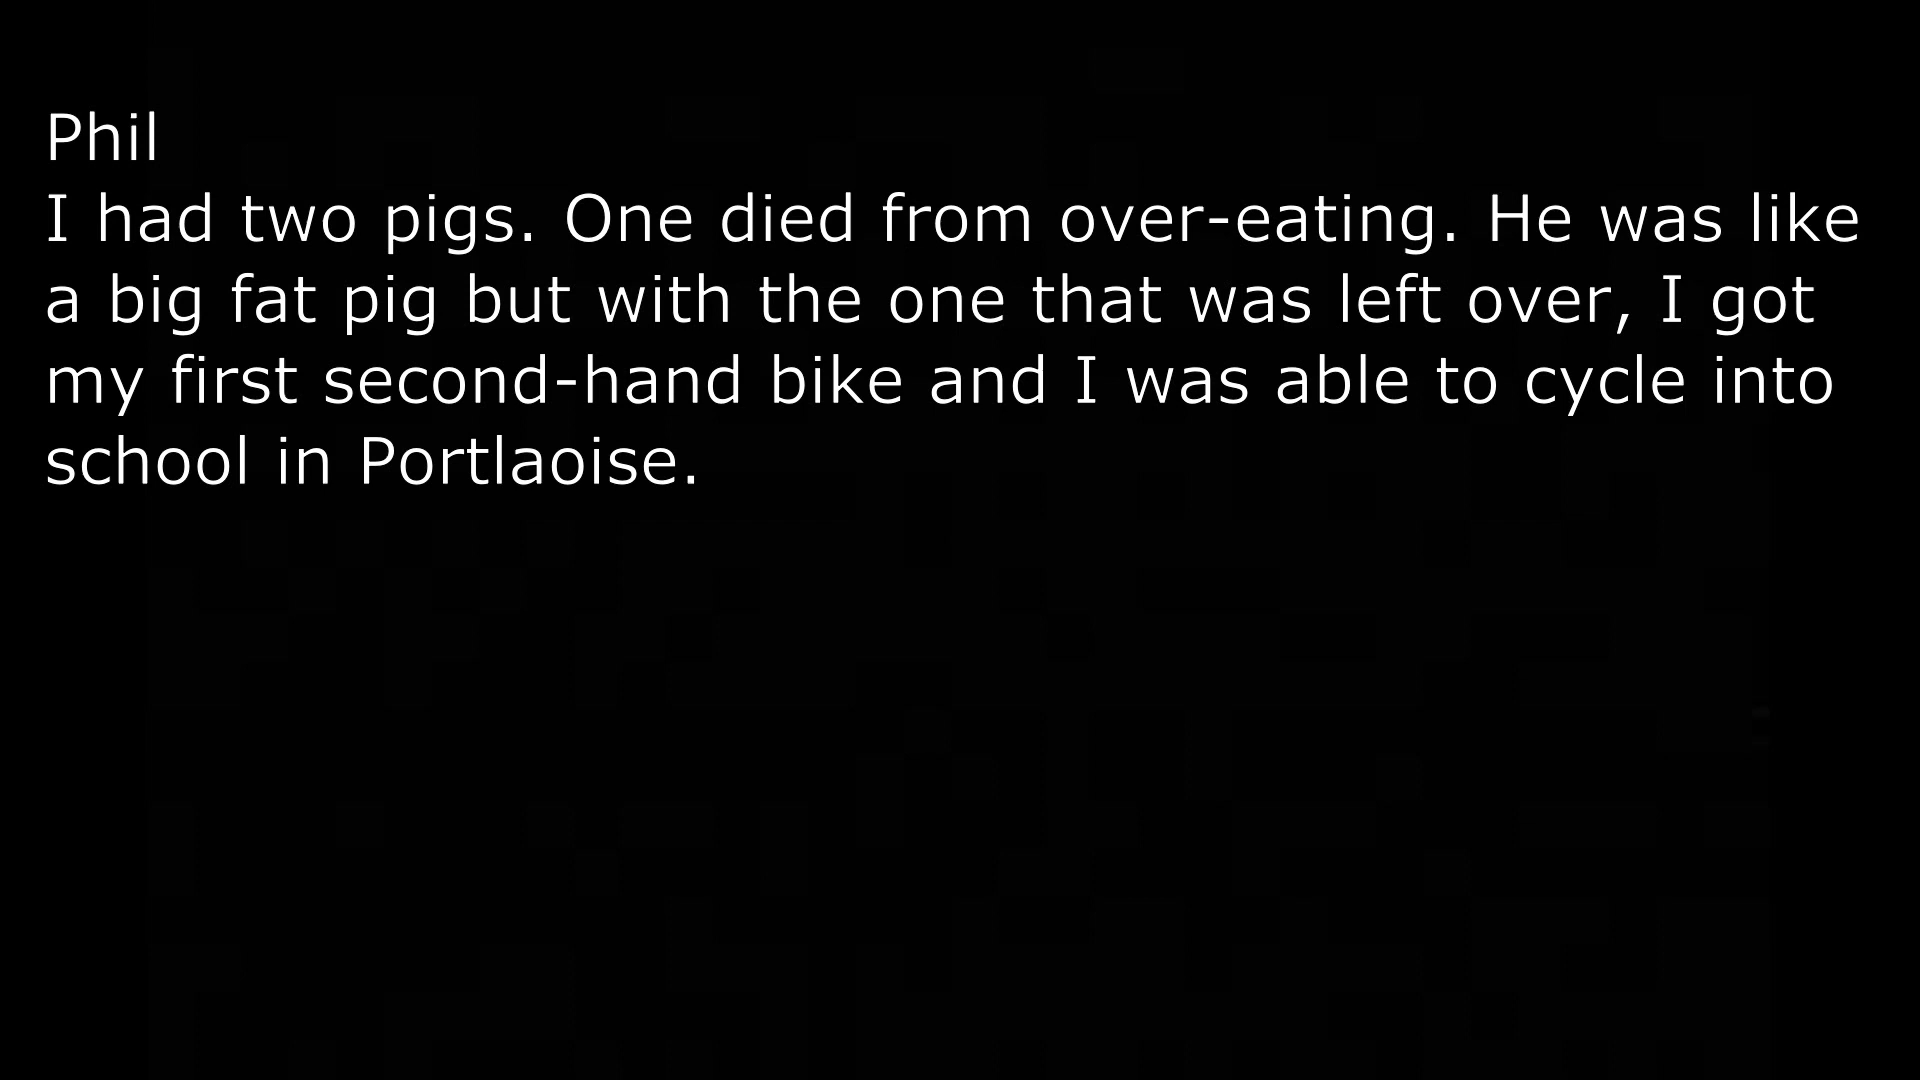 Phil
I had two pigs. One died from over-eating. He was like
a big fat pig but with the one that was left over, I got
my first second-hand bike and I was able to cycle into
school in Portlaoise.